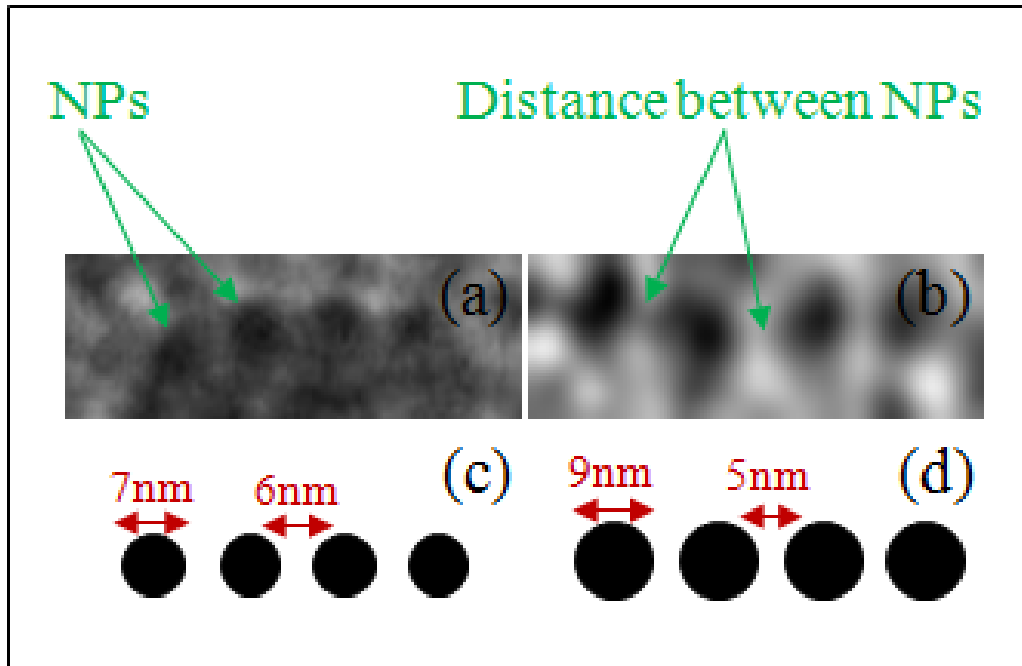 NPs
Distance between NPs
(a)
(b)
(c)
(d)
7nm
6nm
9nm
5nm